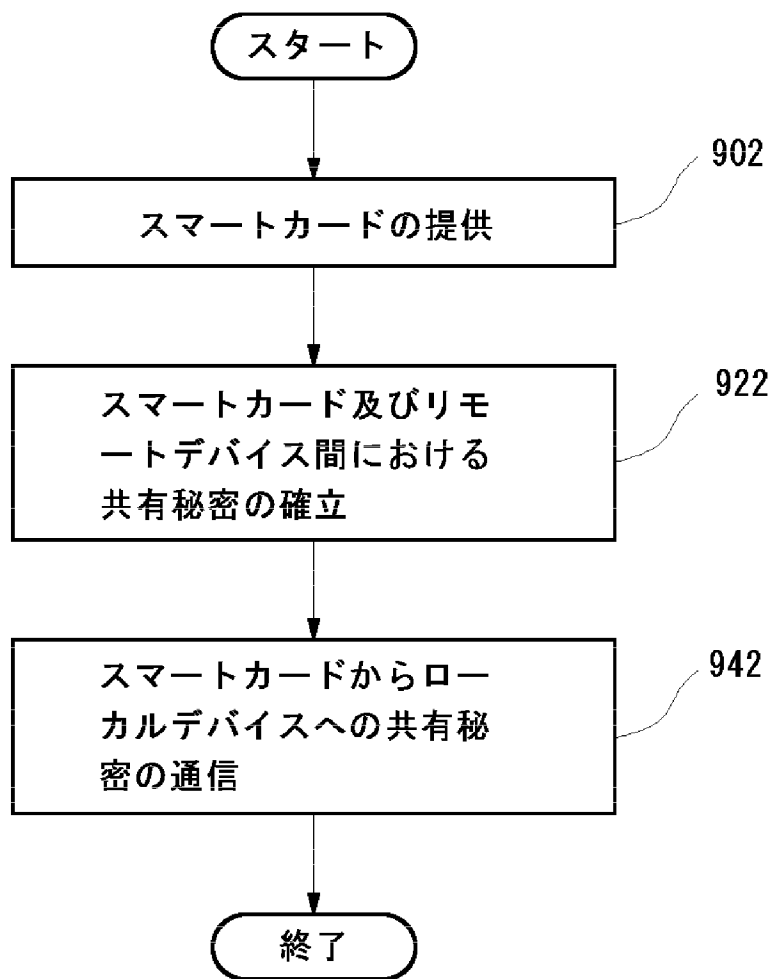 スタート
902
スマートカードの提供
922
スマートカード及びリモ
ートデバイス間における
共有秘密の確立
942
スマートカードからロー
カルデバイスへの共有秘
密の通信
終了